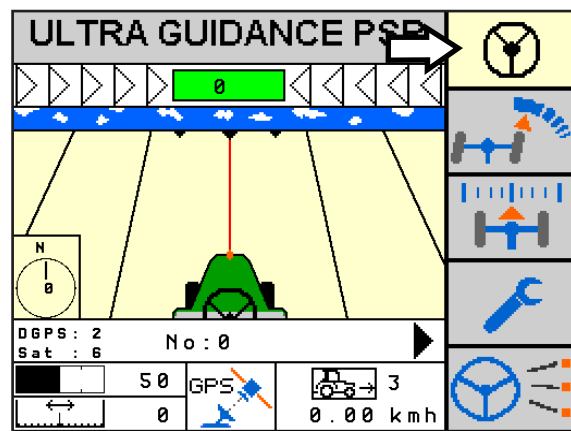 ULTRA GUIDANCE PSR
0
N
0
DGPS: 2
Sat : 6
No:0
50
GPS
3
0
0.00 kmh